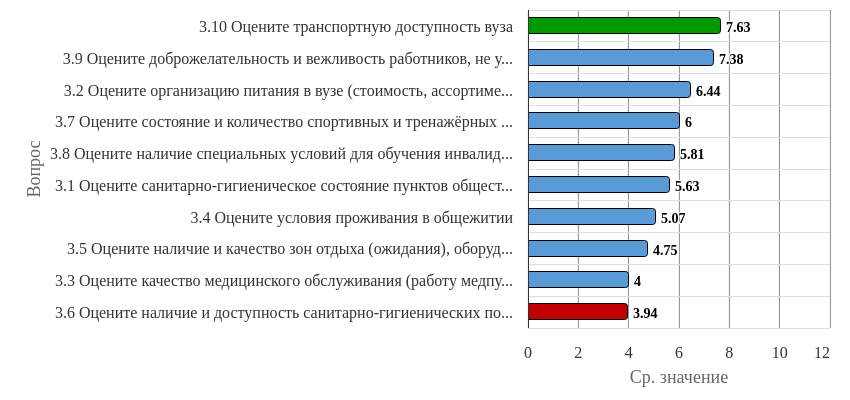 3.10 Оцените транспортную доступность вуза 7.63
3.9 Оцените доброжелательность и вежливость работников, не у... 7.38
3.2 Оцените организацию питания в вузе (стоимость, ассортиме... 6.44
3.7 Оцените состояние и количество спортивных и тренажёрных ... 6
3.8 Оцените наличие специальных условий для обучения инвалид... 5.81
3.1 Оцените санитарно-гигиеническое состояние пунктов общест... 5.63
3.4 Оцените условия проживания в общежитии 5.07
3.5 Оцените наличие и качество зон отдыха (ожидания), оборуд... 4.75
3.3 Оцените качество медицинского обслуживания (работу медпу... 4
3.6 Оцените наличие и доступность санитарно-гигиенических по... 3.94
Вопрос
0 2 4 6 8 10 12
Ср. значение